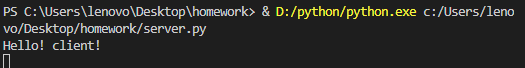 PS C:\Users\lenovo\Desktop\homework> & D:/python/python.exe c:/Users/leno
vo/Desktop/homework/server.py
Hello! client!